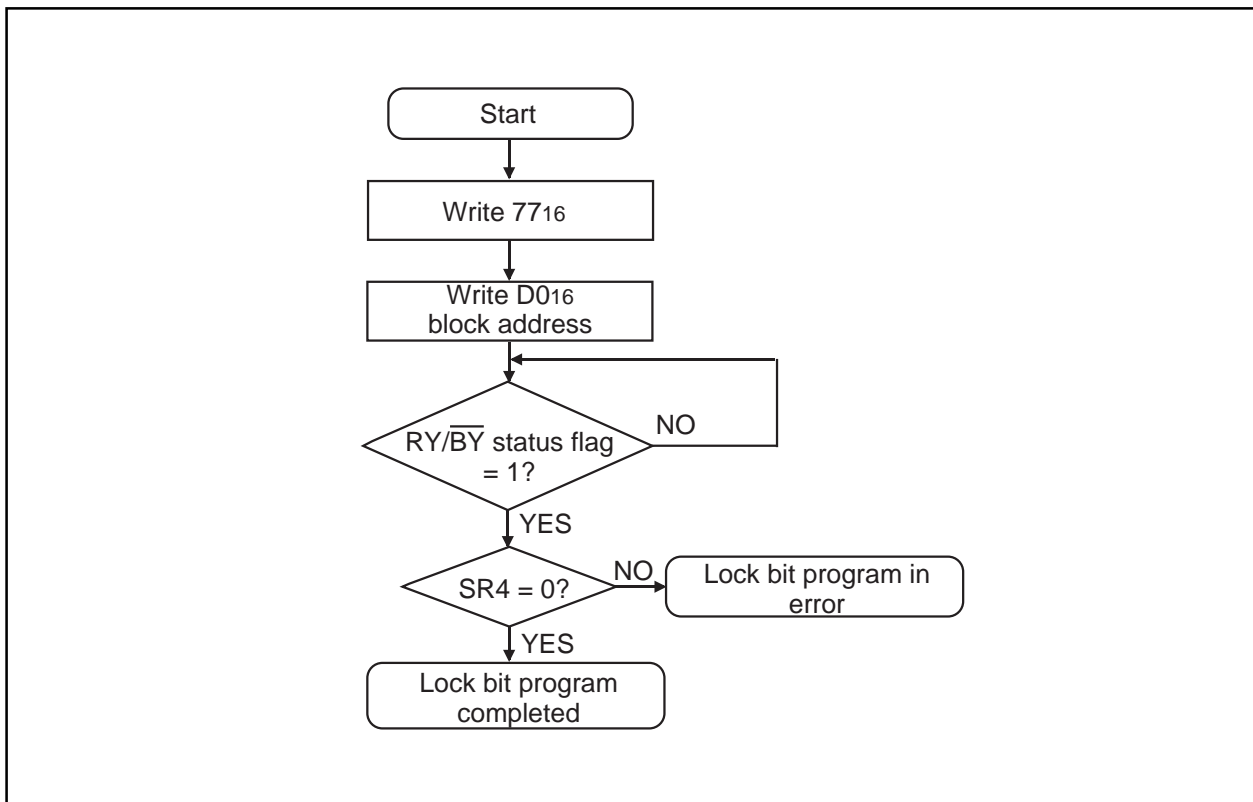 Start
Write 77₁₆
Write D0₁₆
block address
RY/B̅Y̅ status flag
= 1?
NO
YES
SR4 = 0?
NO
Lock bit program in
error
YES
Lock bit program
completed